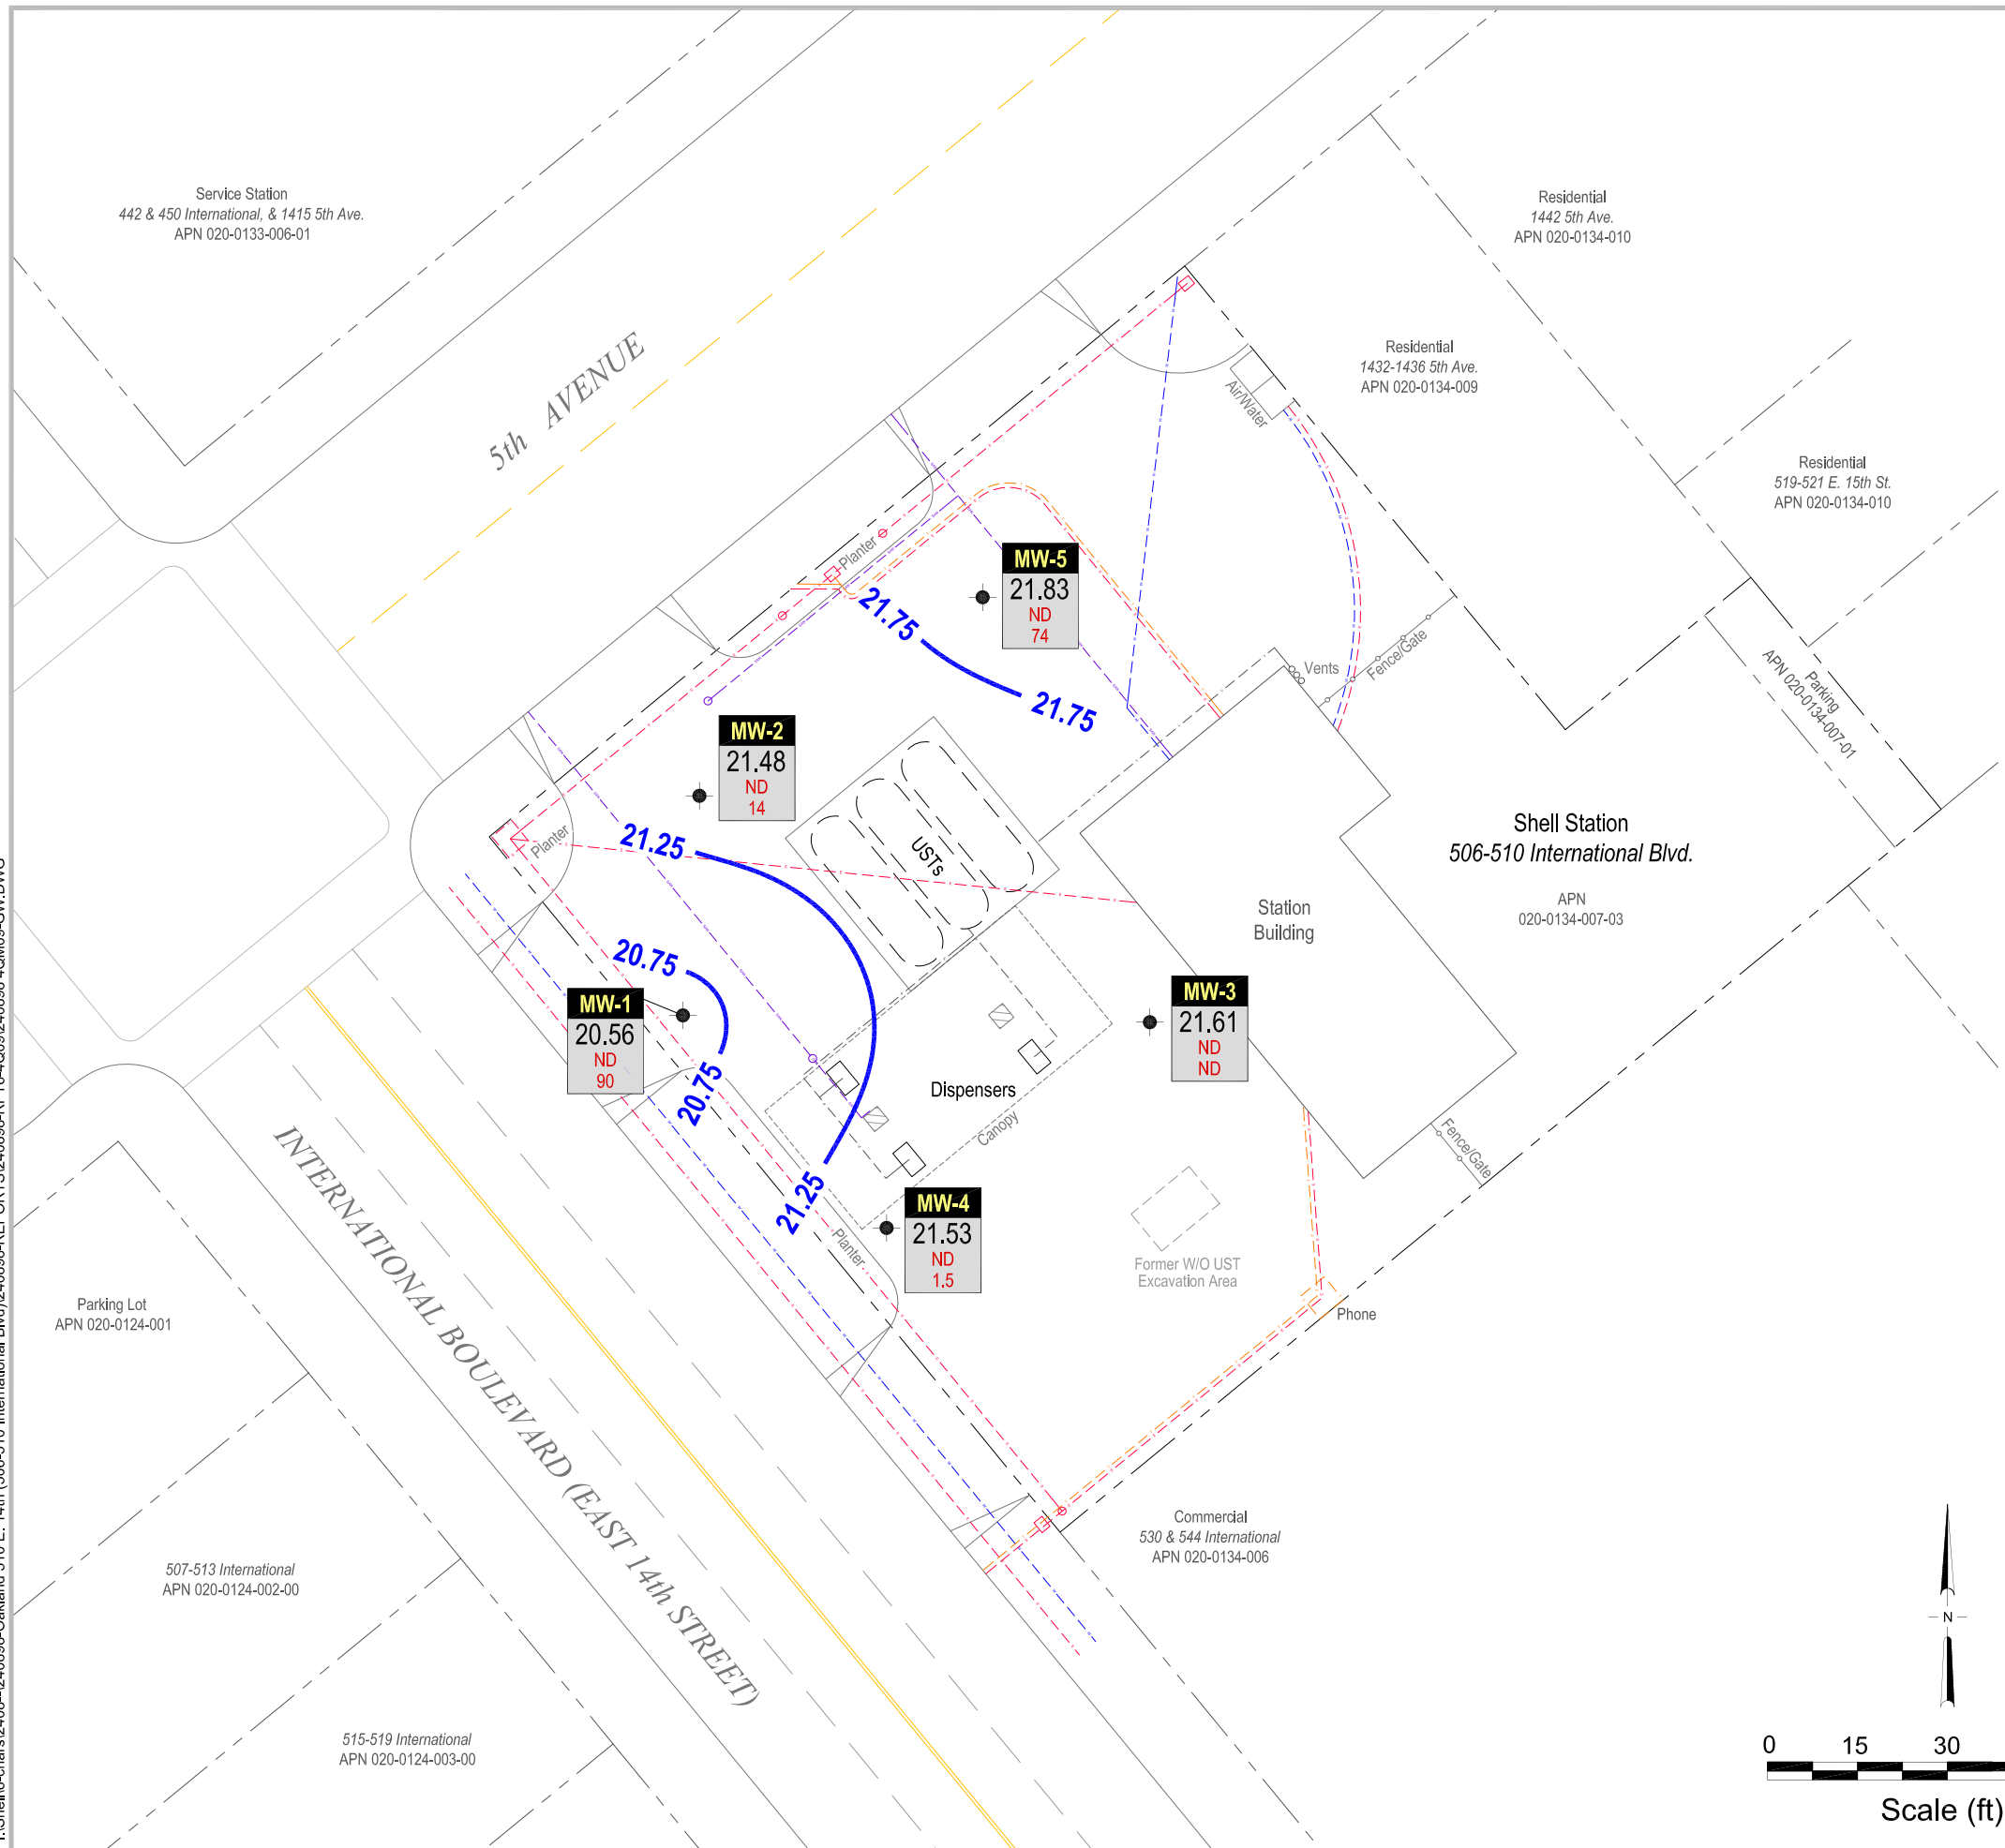 Service Station
442 & 450 International, & 1415 5th Ave.
APN 020-0133-006-01
Residential
1442 5th Ave.
APN 020-0134-010
5th AVENUE
Residential
1432-1436 5th Ave.
APN 020-0134-009
Air/Water
Residential
519-521 E. 15th St.
APN 020-0134-010
Planter
MW-5
21.83
ND
74
21.75
21.75
Vents
Fence/Gate
Parking
APN 020-0134-007-01
MW-2
21.48
ND
14
21.25
Planter
USTs
Shell Station
506-510 International Blvd.
APN
020-0134-007-03
Station
Building
20.75
MW-1
20.56
ND
90
20.75
MW-3
21.61
ND
ND
Dispensers
Canopy
Fence/Gate
21.25
MW-4
21.53
ND
1.5
Planter
Former W/O UST
Excavation Area
Phone
INTERNATIONAL BOULEVARD (EAST 14th STREET)
Parking Lot
APN 020-0124-001
Commercial
530 & 544 International
APN 020-0134-006
507-513 International
APN 020-0124-002-00
515-519 International
APN 020-0124-003-00
N
0 15 30
Scale (ft)